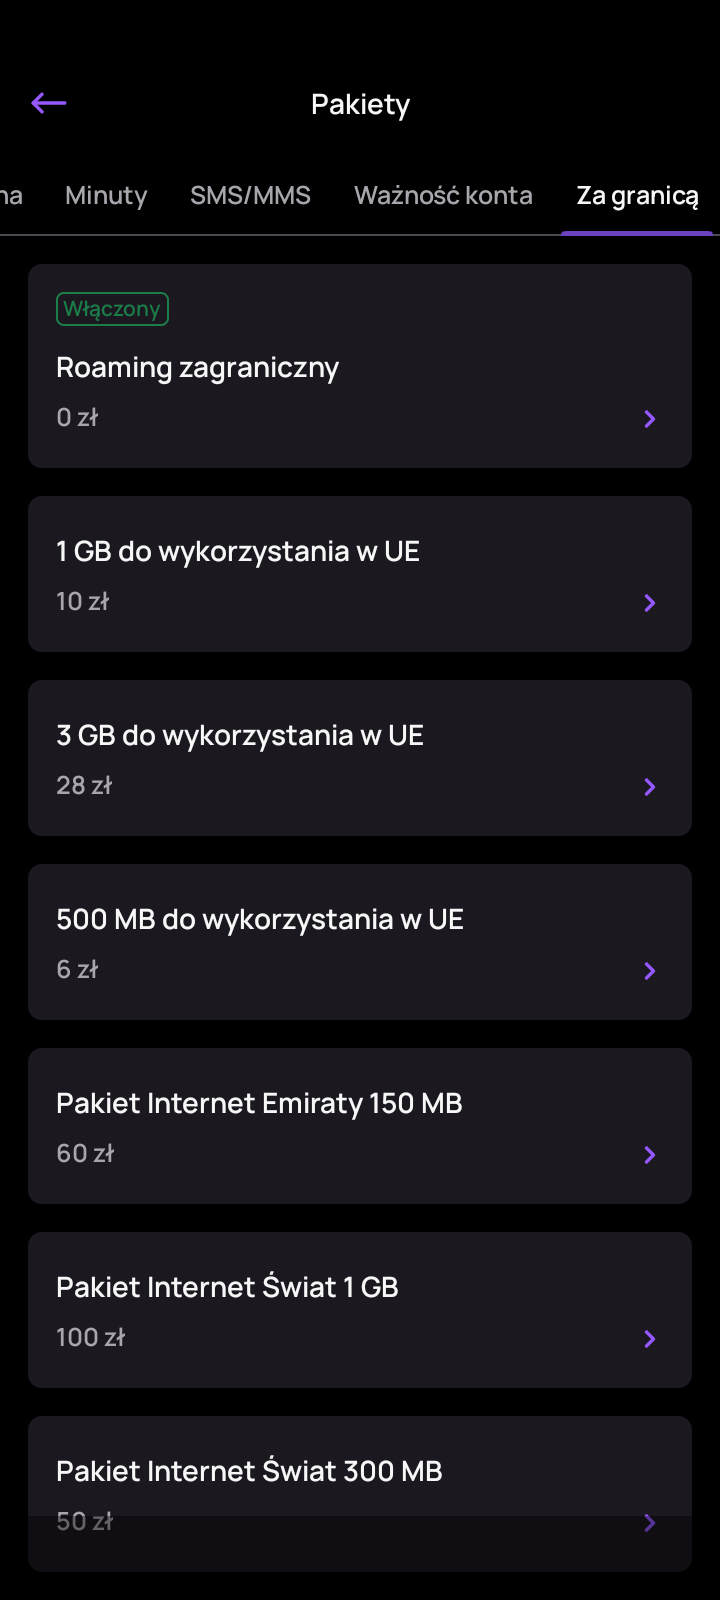 Pakiety
na Minuty SMS/MMS Ważność konta Za granicą
Włączony
Roaming zagraniczny
0 zł
1 GB do wykorzystania w UE
10 zł
3 GB do wykorzystania w UE
28 zł
500 MB do wykorzystania w UE
6 zł
Pakiet Internet Emiraty 150 MB
60 zł
Pakiet Internet Świat 1 GB
100 zł
Pakiet Internet Świat 300 MB
50 zł